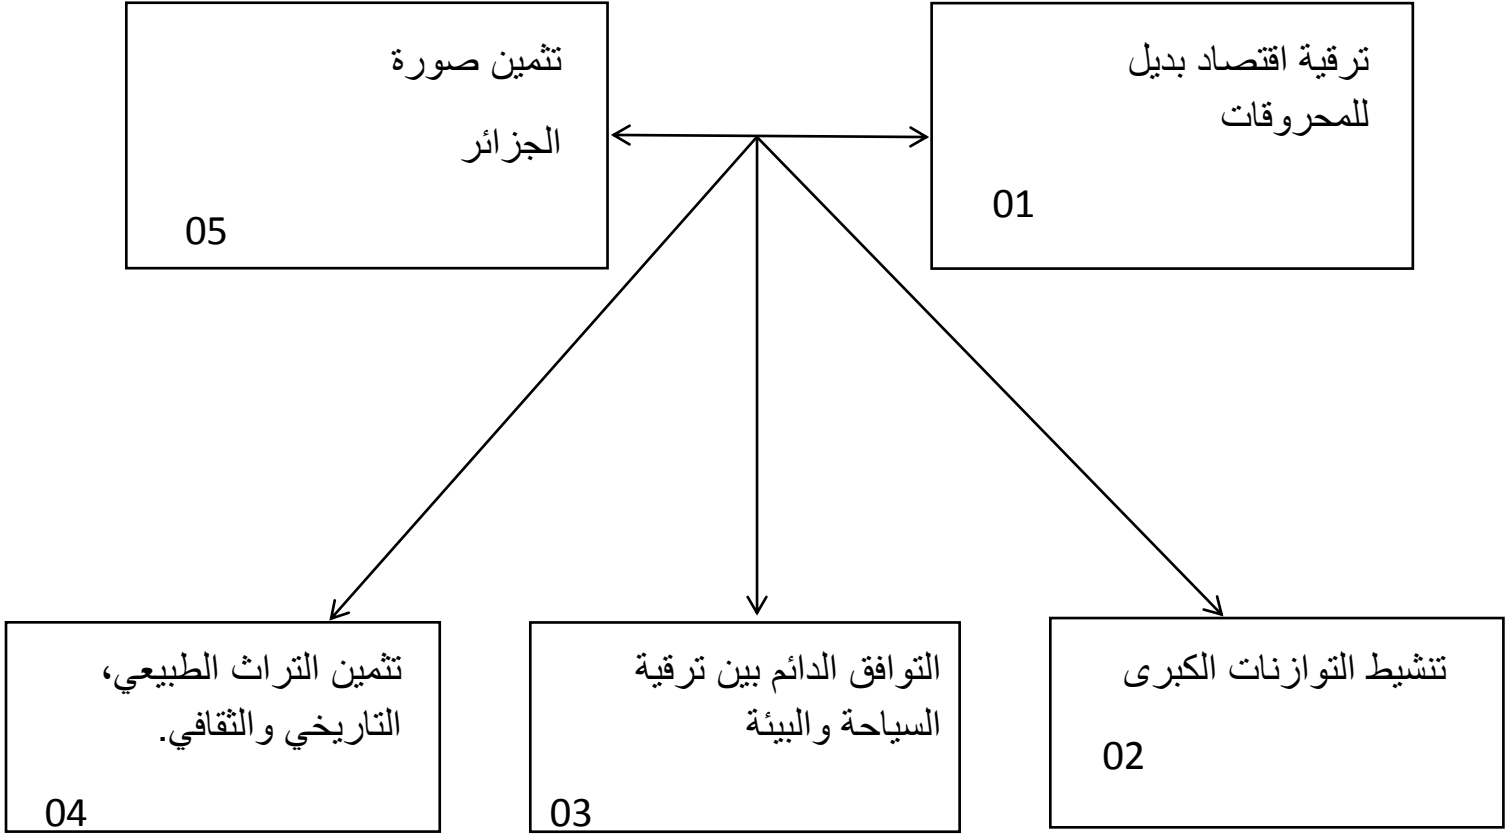 ترقية اقتصاد بديل
للمحروقات
01
تثمين صورة
الجزائر
05
تنشيط التوازنات الكبرى
02
التوافق الدائم بين ترقية
السياحة والبيئة
03
تثمين التراث الطبيعي،
التاريخي والثقافي.
04